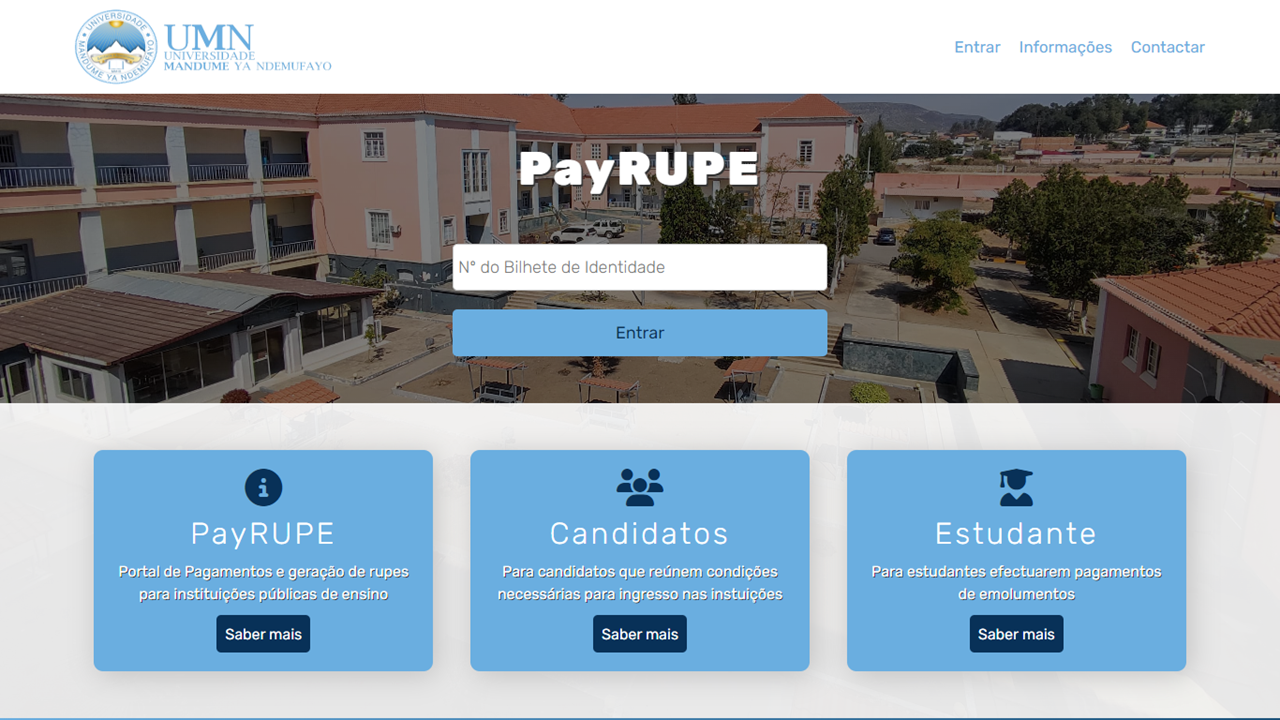 UNIVERSIDADE
MANDUME YA NDEMUFAYO
UMN
UNIVERSIDADE
MANDUME YA NDEMUFAYO
Entrar
Informações
Contactar
PayRUPE
Nº do Bilhete de Identidade
Entrar
PayRUPE
Portal de Pagamentos e geração de rupes
para instituições públicas de ensino
Saber mais
Candidatos
Para candidatos que reúnem condições
necessárias para ingresso nas instuições
Saber mais
Estudante
Para estudantes efectuarem pagamentos
de emolumentos
Saber mais